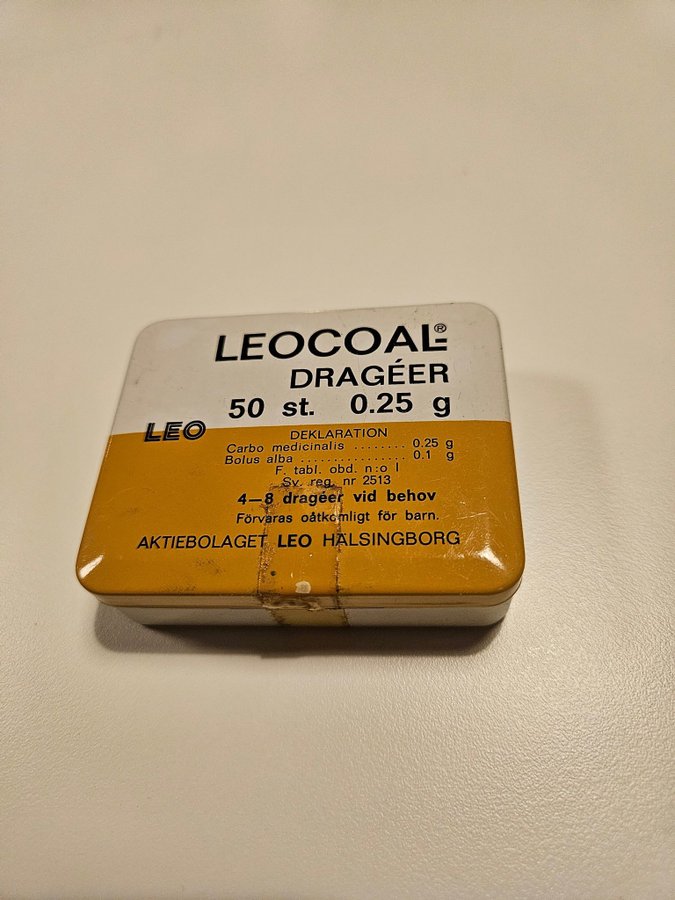 LEOCOAL®
DRAGÉER
50 st. 0.25 g
LEO
DEKLARATION
Carbo medicinalis ........ 0.25 g
Bolus alba ................ 0.1 g
F. tabl. obd. n:o I
Sv. reg. nr 2513
4—8 dragéer vid behov
Förvaras oåtkomligt för barn.
AKTIEBOLAGET LEO HÄLSINGBORG